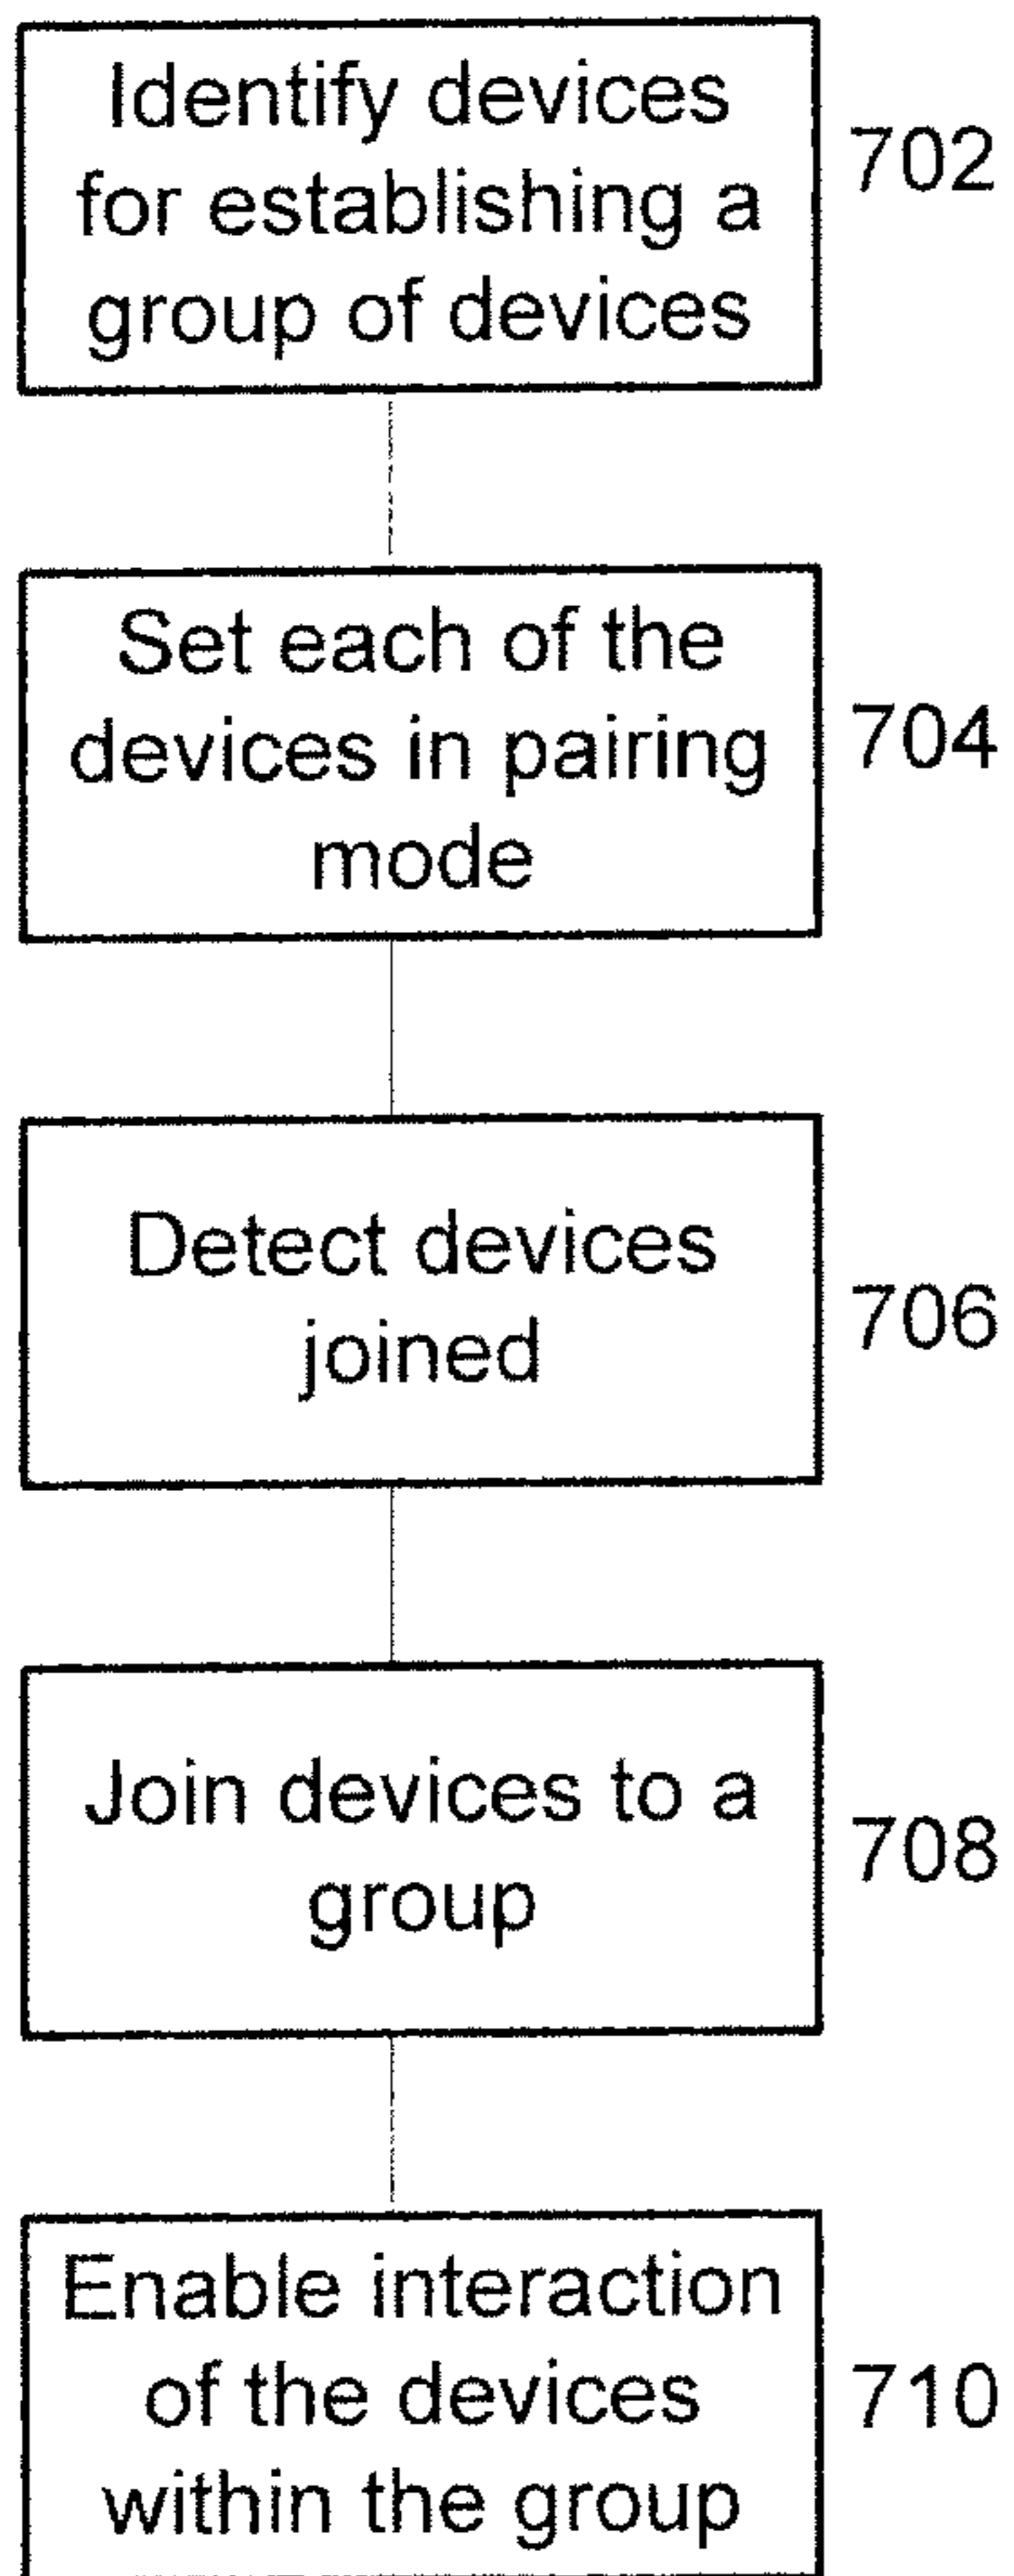 Identify devices
for establishing a
group of devices
702
Set each of the
devices in pairing
mode
704
Detect devices
joined
706
Join devices to a
group
708
Enable interaction
of the devices
within the group
710